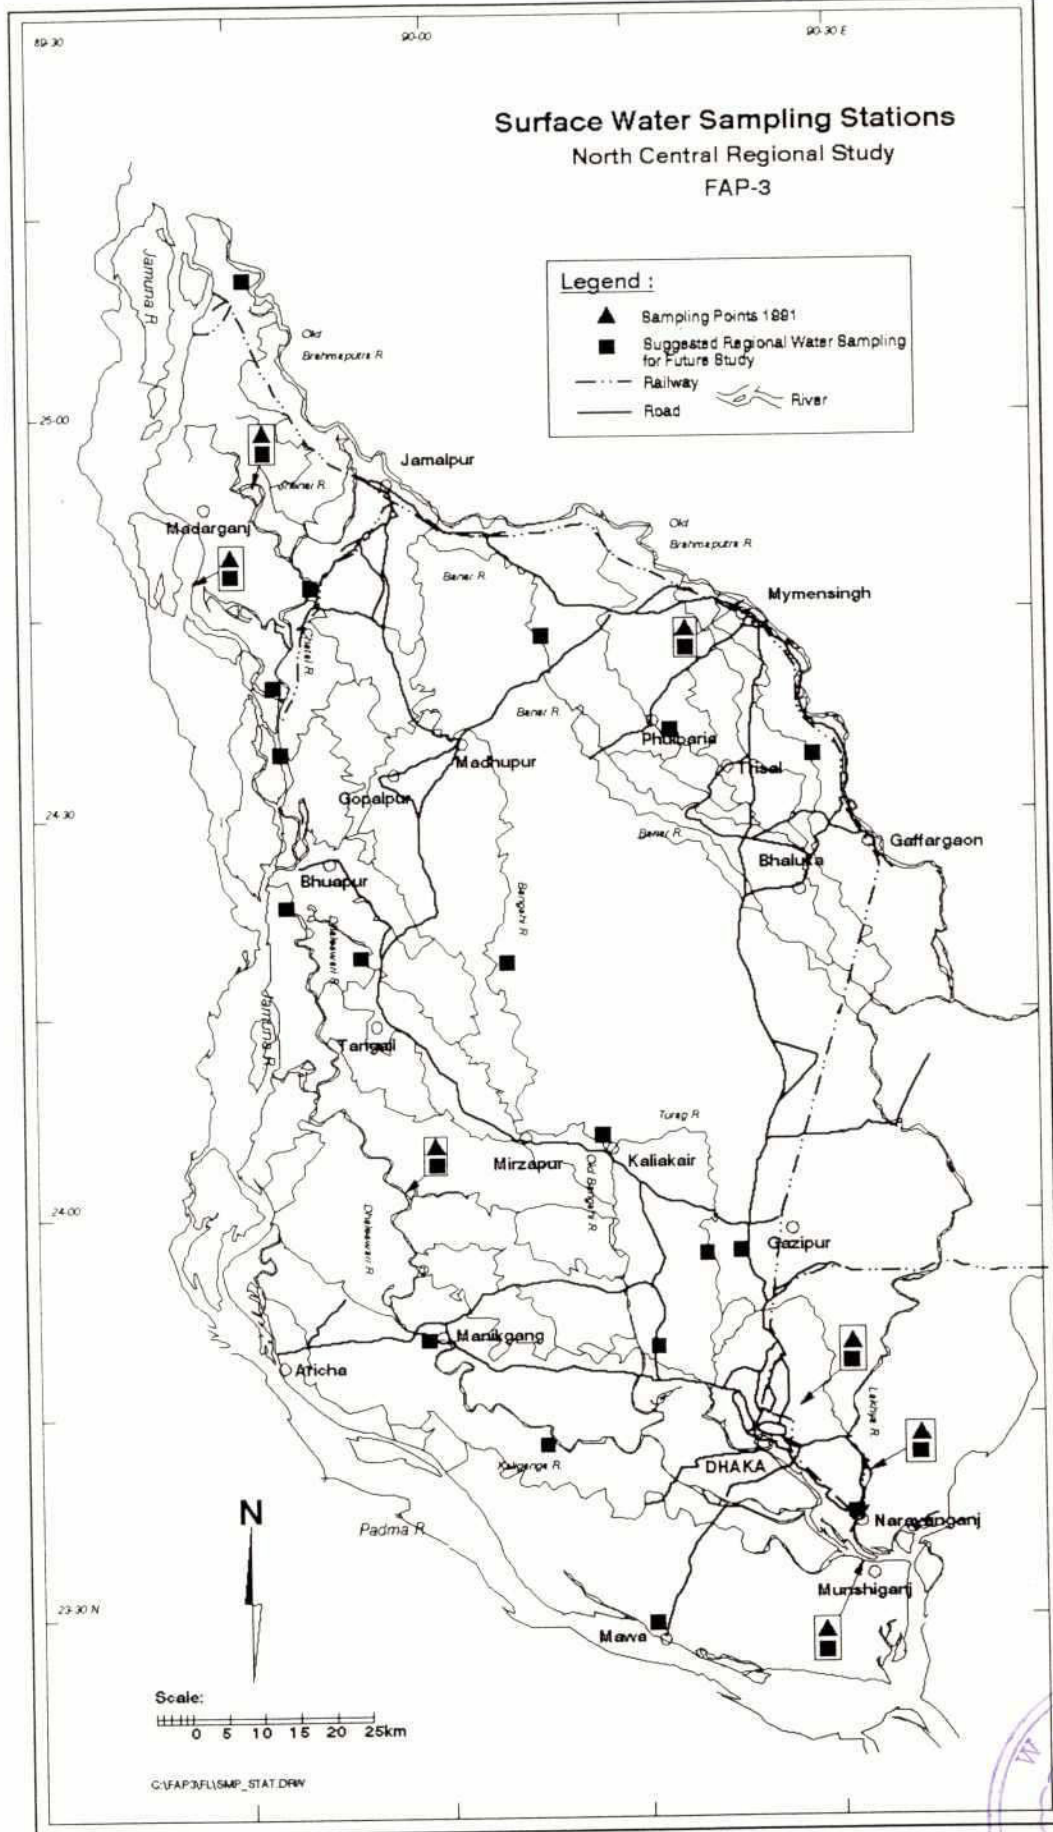 89-30
90-00
90-30 E
Surface Water Sampling Stations
North Central Regional Study
FAP-3
Legend :
Sampling Points 1991
Suggested Regional Water Sampling
for Future Study
Railway
Road
River
Jamuna R
Old
Brahmaputra R.
25-00
Jamalpur
Madarganj
Old
Brahmaputra R.
Banar R.
Mymensingh
Chatal R
Banar R.
Phulbaria
Madhupur
Trisal
Gopalpur
24-30
Banar R.
Gaffargaon
Bhaluka
Bhuapur
Bangshi R
Dhaleswari R
Jamuna R
Tangail
Turag R
Mirzapur
Kaliakair
Old Bangshi R
24-00
Dhaleswari R
Gazipur
Manikgang
Aricha
Lakhya R
Kaliganga R.
DHAKA
N
Padma R
Narayanganj
Munshiganj
23-30 N
Mawa
Scale:
0 5 10 15 20 25km
G:\FAP3\FL\SMP_STAT.DRW
W